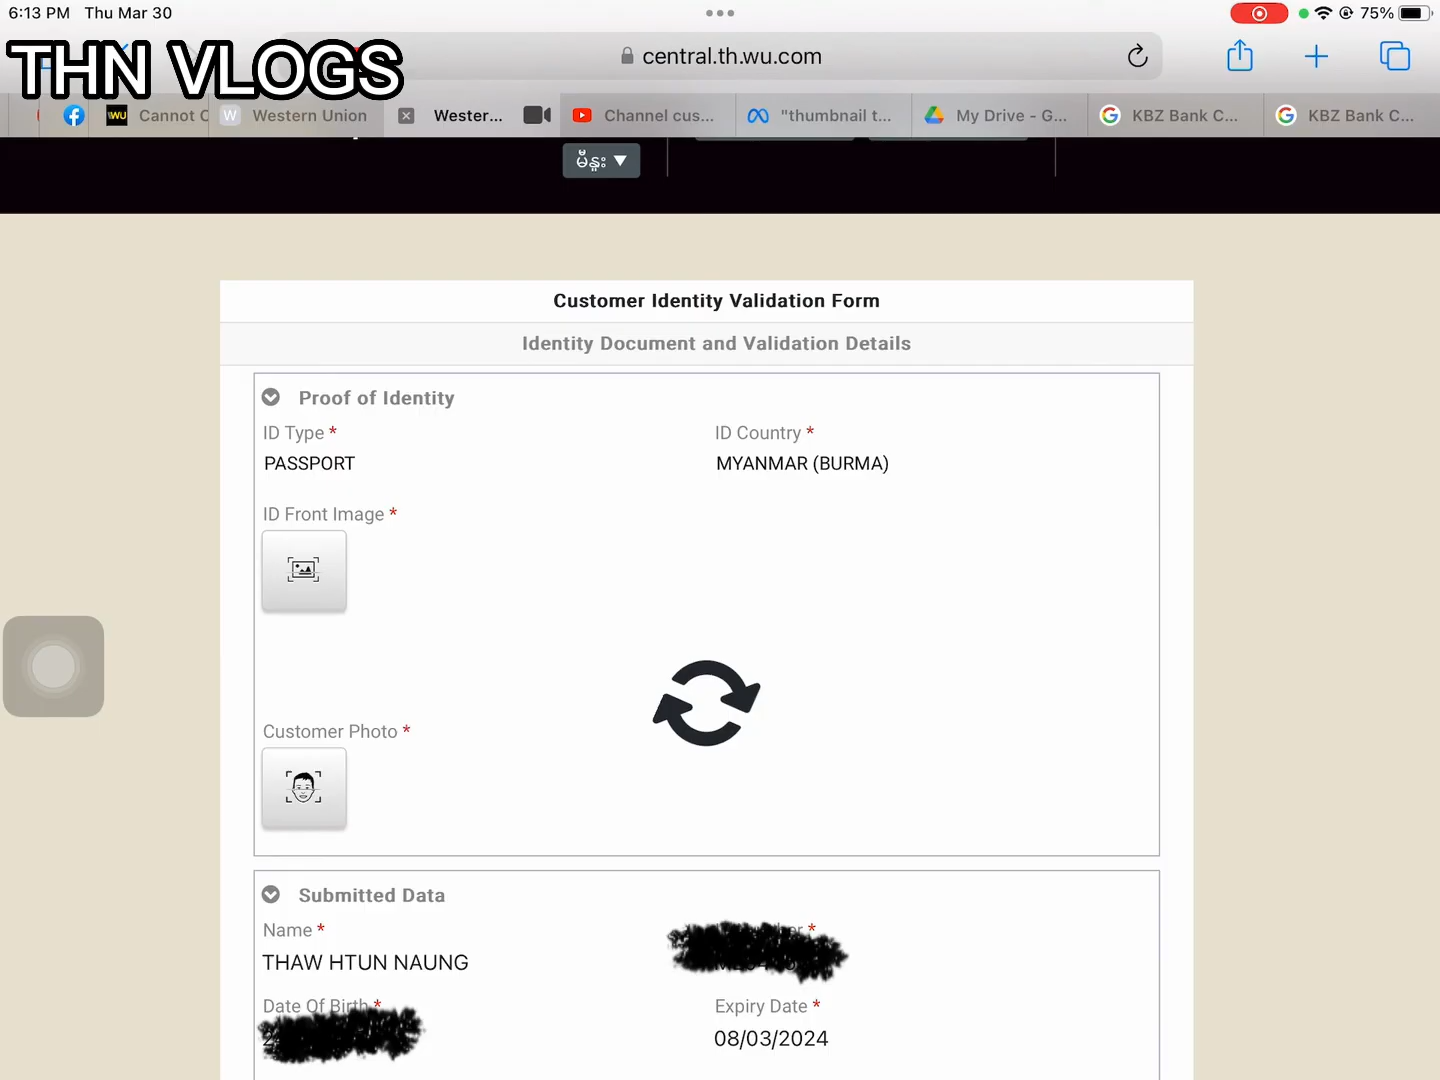 6:13 PM Thu Mar 30
75%
THN VLOGS
central.th.wu.com
WU Cannot C
W Western Union
Wester...
Channel cus...
"thumbnail t...
My Drive - G...
KBZ Bank C...
KBZ Bank C...
မီနူး ▼
Customer Identity Validation Form
Identity Document and Validation Details
Proof of Identity
ID Type * ID Country *
PASSPORT MYANMAR (BURMA)
ID Front Image *
Customer Photo *
Submitted Data
Name * *
THAW HTUN NAUNG
Date Of Birth * Expiry Date *
08/03/2024